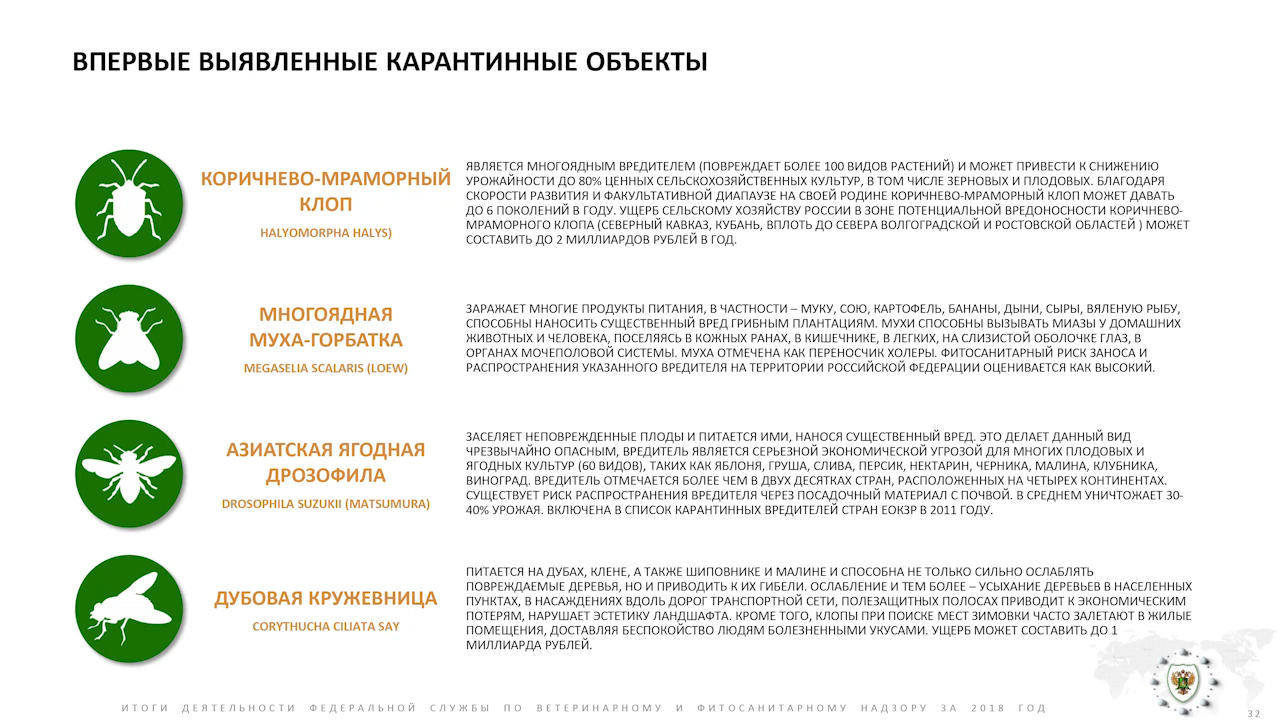 ВПЕРВЫЕ ВЫЯВЛЕННЫЕ КАРАНТИННЫЕ ОБЪЕКТЫ
КОРИЧНЕВО-МРАМОРНЫЙ
КЛОП
HALYOMORPHA HALYS)
ЯВЛЯЕТСЯ МНОГОЯДНЫМ ВРЕДИТЕЛЕМ (ПОВРЕЖДАЕТ БОЛЕЕ 100 ВИДОВ РАСТЕНИЙ) И МОЖЕТ ПРИВЕСТИ К СНИЖЕНИЮ
УРОЖАЙНОСТИ ДО 80% ЦЕННЫХ СЕЛЬСКОХОЗЯЙСТВЕННЫХ КУЛЬТУР, В ТОМ ЧИСЛЕ ЗЕРНОВЫХ И ПЛОДОВЫХ. БЛАГОДАРЯ
СКОРОСТИ РАЗВИТИЯ И ФАКУЛЬТАТИВНОЙ ДИАПАУЗЕ НА СВОЕЙ РОДИНЕ КОРИЧНЕВО-МРАМОРНЫЙ КЛОП МОЖЕТ ДАВАТЬ
ДО 6 ПОКОЛЕНИЙ В ГОДУ. УЩЕРБ СЕЛЬСКОМУ ХОЗЯЙСТВУ РОССИИ В ЗОНЕ ПОТЕНЦИАЛЬНОЙ ВРЕДОНОСНОСТИ КОРИЧНЕВО-
МРАМОРНОГО КЛОПА (СЕВЕРНЫЙ КАВКАЗ, КУБАНЬ, ВПЛОТЬ ДО СЕВЕРА ВОЛГОГРАДСКОЙ И РОСТОВСКОЙ ОБЛАСТЕЙ ) МОЖЕТ
СОСТАВИТЬ ДО 2 МИЛЛИАРДОВ РУБЛЕЙ В ГОД.
МНОГОЯДНАЯ
МУХА-ГОРБАТКА
MEGASELIA SCALARIS (LOEW)
ЗАРАЖАЕТ МНОГИЕ ПРОДУКТЫ ПИТАНИЯ, В ЧАСТНОСТИ – МУКУ, СОЮ, КАРТОФЕЛЬ, БАНАНЫ, ДЫНИ, СЫРЫ, ВЯЛЕНУЮ РЫБУ,
СПОСОБНЫ НАНОСИТЬ СУЩЕСТВЕННЫЙ ВРЕД ГРИБНЫМ ПЛАНТАЦИЯМ. МУХИ СПОСОБНЫ ВЫЗЫВАТЬ МИАЗЫ У ДОМАШНИХ
ЖИВОТНЫХ И ЧЕЛОВЕКА, ПОСЕЛЯЯСЬ В КОЖНЫХ РАНАХ, В КИШЕЧНИКЕ, В ЛЕГКИХ, НА СЛИЗИСТОЙ ОБОЛОЧКЕ ГЛАЗ, В
ОРГАНАХ МОЧЕПОЛОВОЙ СИСТЕМЫ. МУХА ОТМЕЧЕНА КАК ПЕРЕНОСЧИК ХОЛЕРЫ. ФИТОСАНИТАРНЫЙ РИСК ЗАНОСА И
РАСПРОСТРАНЕНИЯ УКАЗАННОГО ВРЕДИТЕЛЯ НА ТЕРРИТОРИИ РОССИЙСКОЙ ФЕДЕРАЦИИ ОЦЕНИВАЕТСЯ КАК ВЫСОКИЙ.
АЗИАТСКАЯ ЯГОДНАЯ
ДРОЗОФИЛА
DROSOPHILA SUZUKII (MATSUMURA)
ЗАСЕЛЯЕТ НЕПОВРЕЖДЕННЫЕ ПЛОДЫ И ПИТАЕТСЯ ИМИ, НАНОСЯ СУЩЕСТВЕННЫЙ ВРЕД. ЭТО ДЕЛАЕТ ДАННЫЙ ВИД
ЧРЕЗВЫЧАЙНО ОПАСНЫМ, ВРЕДИТЕЛЬ ЯВЛЯЕТСЯ СЕРЬЕЗНОЙ ЭКОНОМИЧЕСКОЙ УГРОЗОЙ ДЛЯ МНОГИХ ПЛОДОВЫХ И
ЯГОДНЫХ КУЛЬТУР (60 ВИДОВ), ТАКИХ КАК ЯБЛОНЯ, ГРУША, СЛИВА, ПЕРСИК, НЕКТАРИН, ЧЕРНИКА, МАЛИНА, КЛУБНИКА,
ВИНОГРАД. ВРЕДИТЕЛЬ ОТМЕЧАЕТСЯ БОЛЕЕ ЧЕМ В ДВУХ ДЕСЯТКАХ СТРАН, РАСПОЛОЖЕННЫХ НА ЧЕТЫРЕХ КОНТИНЕНТАХ.
СУЩЕСТВУЕТ РИСК РАСПРОСТРАНЕНИЯ ВРЕДИТЕЛЯ ЧЕРЕЗ ПОСАДОЧНЫЙ МАТЕРИАЛ С ПОЧВОЙ. В СРЕДНЕМ УНИЧТОЖАЕТ 30-
40% УРОЖАЯ. ВКЛЮЧЕНА В СПИСОК КАРАНТИННЫХ ВРЕДИТЕЛЕЙ СТРАН ЕОКЗР В 2011 ГОДУ.
ДУБОВАЯ КРУЖЕВНИЦА
CORYTHUCHA CILIATA SAY
ПИТАЕТСЯ НА ДУБАХ, КЛЕНЕ, А ТАКЖЕ ШИПОВНИКЕ И МАЛИНЕ И СПОСОБНА НЕ ТОЛЬКО СИЛЬНО ОСЛАБЛЯТЬ
ПОВРЕЖДАЕМЫЕ ДЕРЕВЬЯ, НО И ПРИВОДИТЬ К ИХ ГИБЕЛИ. ОСЛАБЛЕНИЕ И ТЕМ БОЛЕЕ – УСЫХАНИЕ ДЕРЕВЬЕВ В НАСЕЛЕННЫХ
ПУНКТАХ, В НАСАЖДЕНИЯХ ВДОЛЬ ДОРОГ ТРАНСПОРТНОЙ СЕТИ, ПОЛЕЗАЩИТНЫХ ПОЛОСАХ ПРИВОДИТ К ЭКОНОМИЧЕСКИМ
ПОТЕРЯМ, НАРУШАЕТ ЭСТЕТИКУ ЛАНДШАФТА. КРОМЕ ТОГО, КЛОПЫ ПРИ ПОИСКЕ МЕСТ ЗИМОВКИ ЧАСТО ЗАЛЕТАЮТ В ЖИЛЫЕ
ПОМЕЩЕНИЯ, ДОСТАВЛЯЯ БЕСПОКОЙСТВО ЛЮДЯМ БОЛЕЗНЕННЫМИ УКУСАМИ. УЩЕРБ МОЖЕТ СОСТАВИТЬ ДО 1
МИЛЛИАРДА РУБЛЕЙ.
ИТОГИ ДЕЯТЕЛЬНОСТИ ФЕДЕРАЛЬНОЙ СЛУЖБЫ ПО ВЕТЕРИНАРНОМУ И ФИТОСАНИТАРНОМУ НАДЗОРУ ЗА 2018 ГОД
32